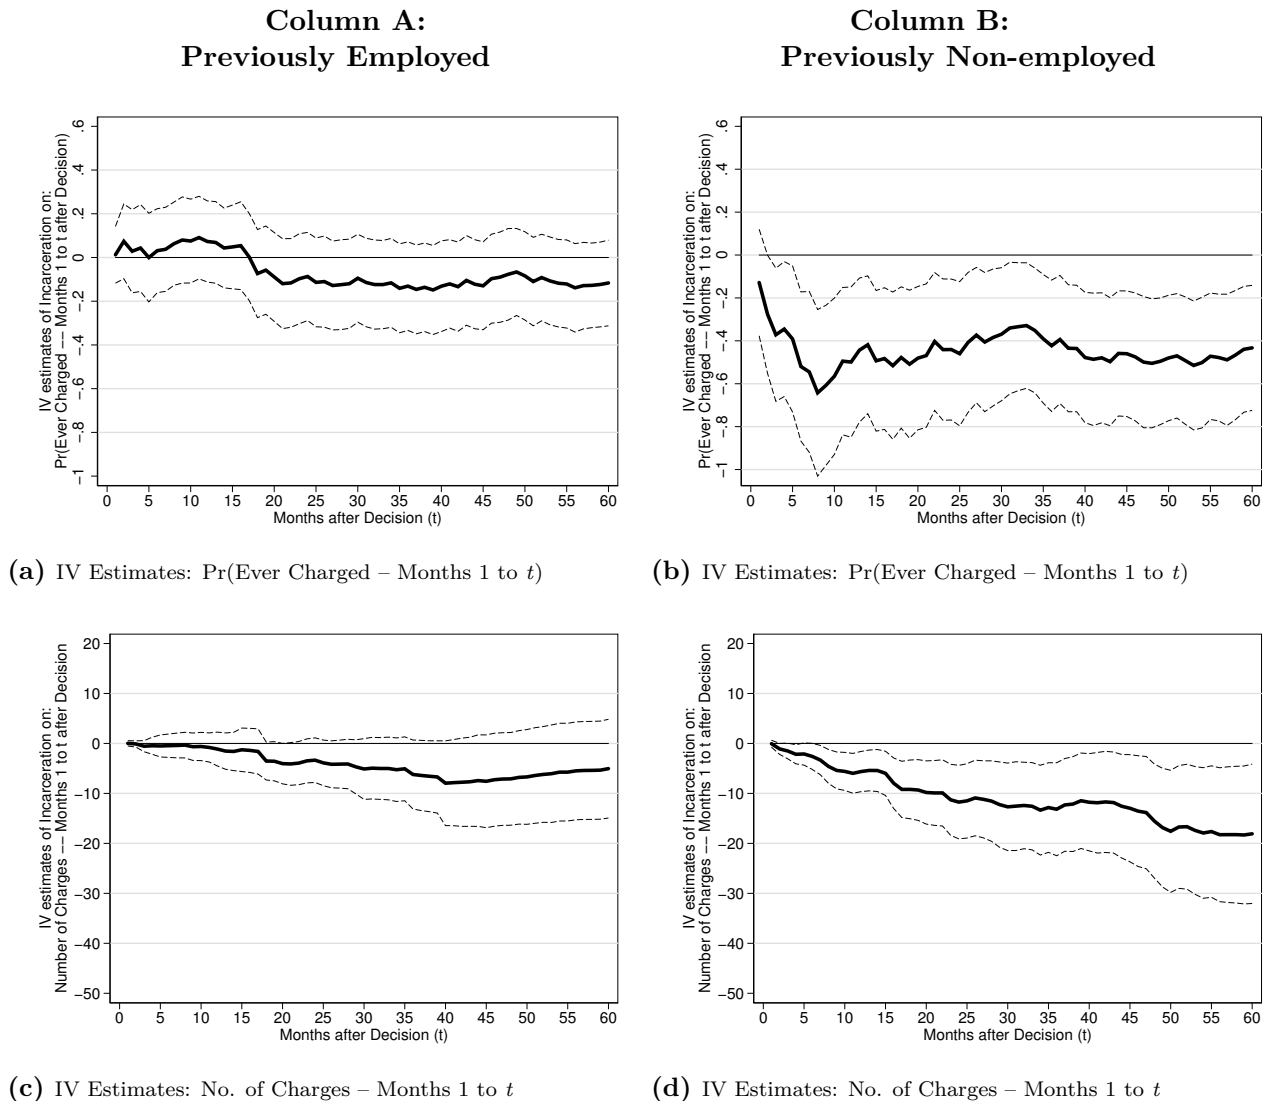 Column A:
Previously Employed
Column B:
Previously Non-employed
IV estimates of Incarceration on:
Pr(Ever Charged −− Months 1 to t after Decision)
.6
.4
.2
0
−.2
−.4
−.6
−.8
−1
0 5 10 15 20 25 30 35 40 45 50 55 60
Months after Decision (t)
IV estimates of Incarceration on:
Pr(Ever Charged −− Months 1 to t after Decision)
.6
.4
.2
0
−.2
−.4
−.6
−.8
−1
0 5 10 15 20 25 30 35 40 45 50 55 60
Months after Decision (t)
(a) IV Estimates: Pr(Ever Charged – Months 1 to t)
(b) IV Estimates: Pr(Ever Charged – Months 1 to t)
IV estimates of Incarceration on:
Number of Charges −− Months 1 to t after Decision
20
10
0
−10
−20
−30
−40
−50
0 5 10 15 20 25 30 35 40 45 50 55 60
Months after Decision (t)
IV estimates of Incarceration on:
Number of Charges −− Months 1 to t after Decision
20
10
0
−10
−20
−30
−40
−50
0 5 10 15 20 25 30 35 40 45 50 55 60
Months after Decision (t)
(c) IV Estimates: No. of Charges – Months 1 to t
(d) IV Estimates: No. of Charges – Months 1 to t